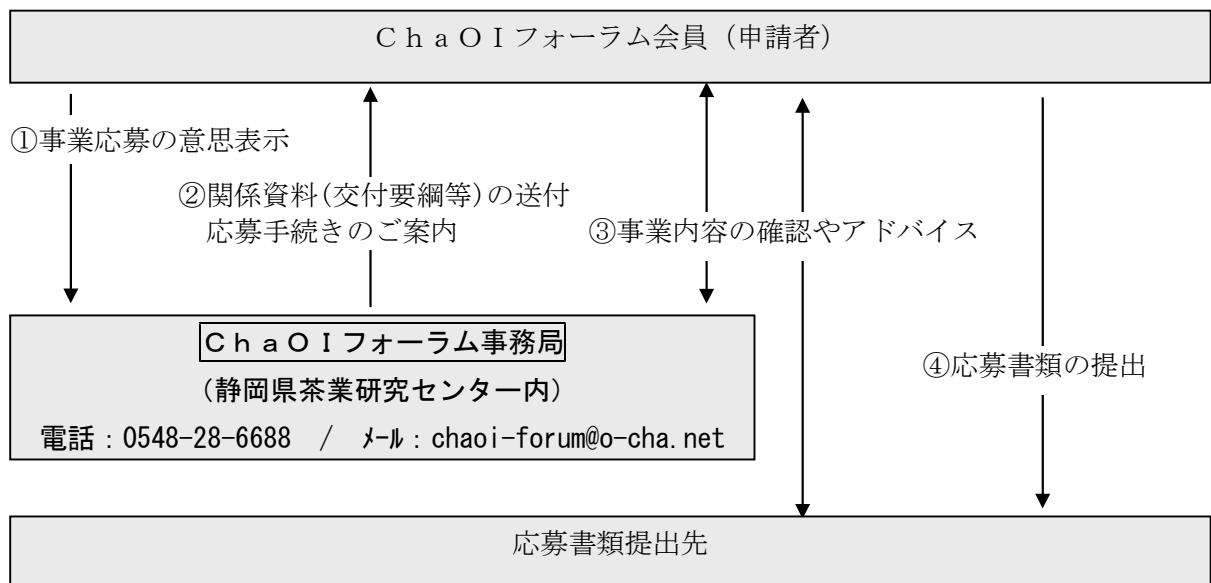 ＣｈａＯＩフォーラム会員（申請者）
①事業応募の意思表示
②関係資料(交付要綱等)の送付
応募手続きのご案内
③事業内容の確認やアドバイス
ＣｈａＯＩフォーラム事務局
（静岡県茶業研究センター内）
電話：0548-28-6688　/　ﾒｰﾙ：chaoi-forum@o-cha.net
④応募書類の提出
応募書類提出先